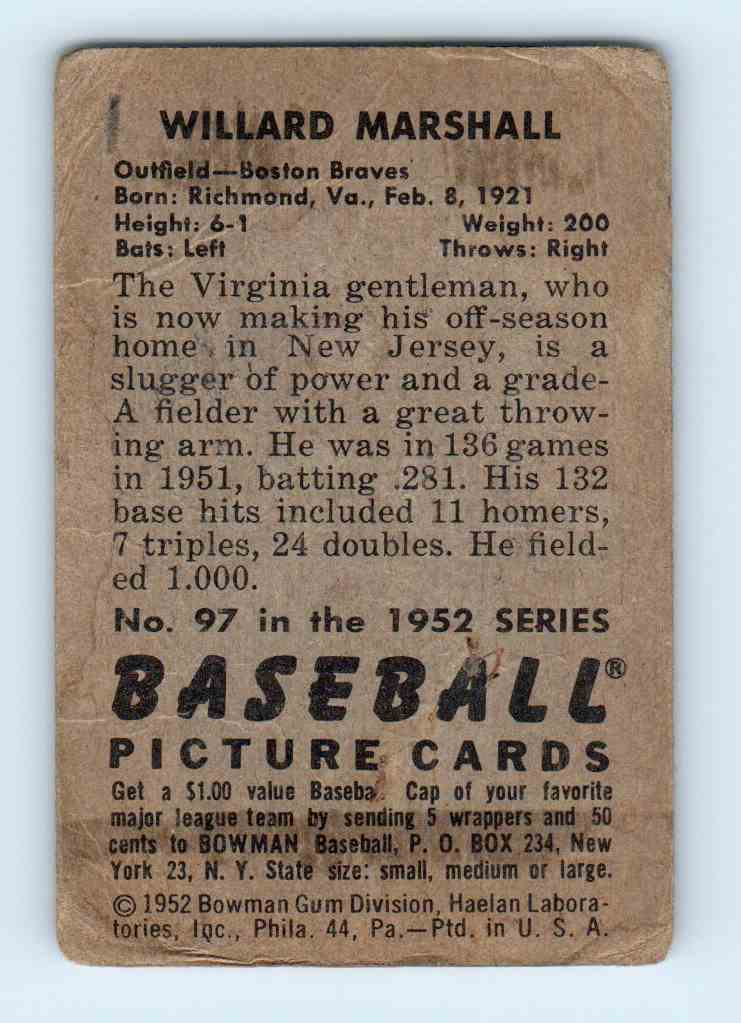 WILLARD MARSHALL
Outfield—Boston Braves
Born: Richmond, Va., Feb. 8, 1921
Height: 6-1 Weight: 200
Bats: Left Throws: Right
The Virginia gentleman, who
is now making his off-season
home in New Jersey, is a
slugger of power and a grade-
A fielder with a great throw-
ing arm. He was in 136 games
in 1951, batting .281. His 132
base hits included 11 homers,
7 triples, 24 doubles. He field-
ed 1.000.
No. 97 in the 1952 SERIES
BASEBALL®
PICTURE CARDS
Get a $1.00 value Baseba Cap of your favorite
major league team by sending 5 wrappers and 50
cents to BOWMAN Baseball, P. O. BOX 234, New
York 23, N. Y. State size: small, medium or large.
© 1952 Bowman Gum Division, Haelan Labora-
tories, Inc., Phila. 44, Pa.—Ptd. in U. S. A.